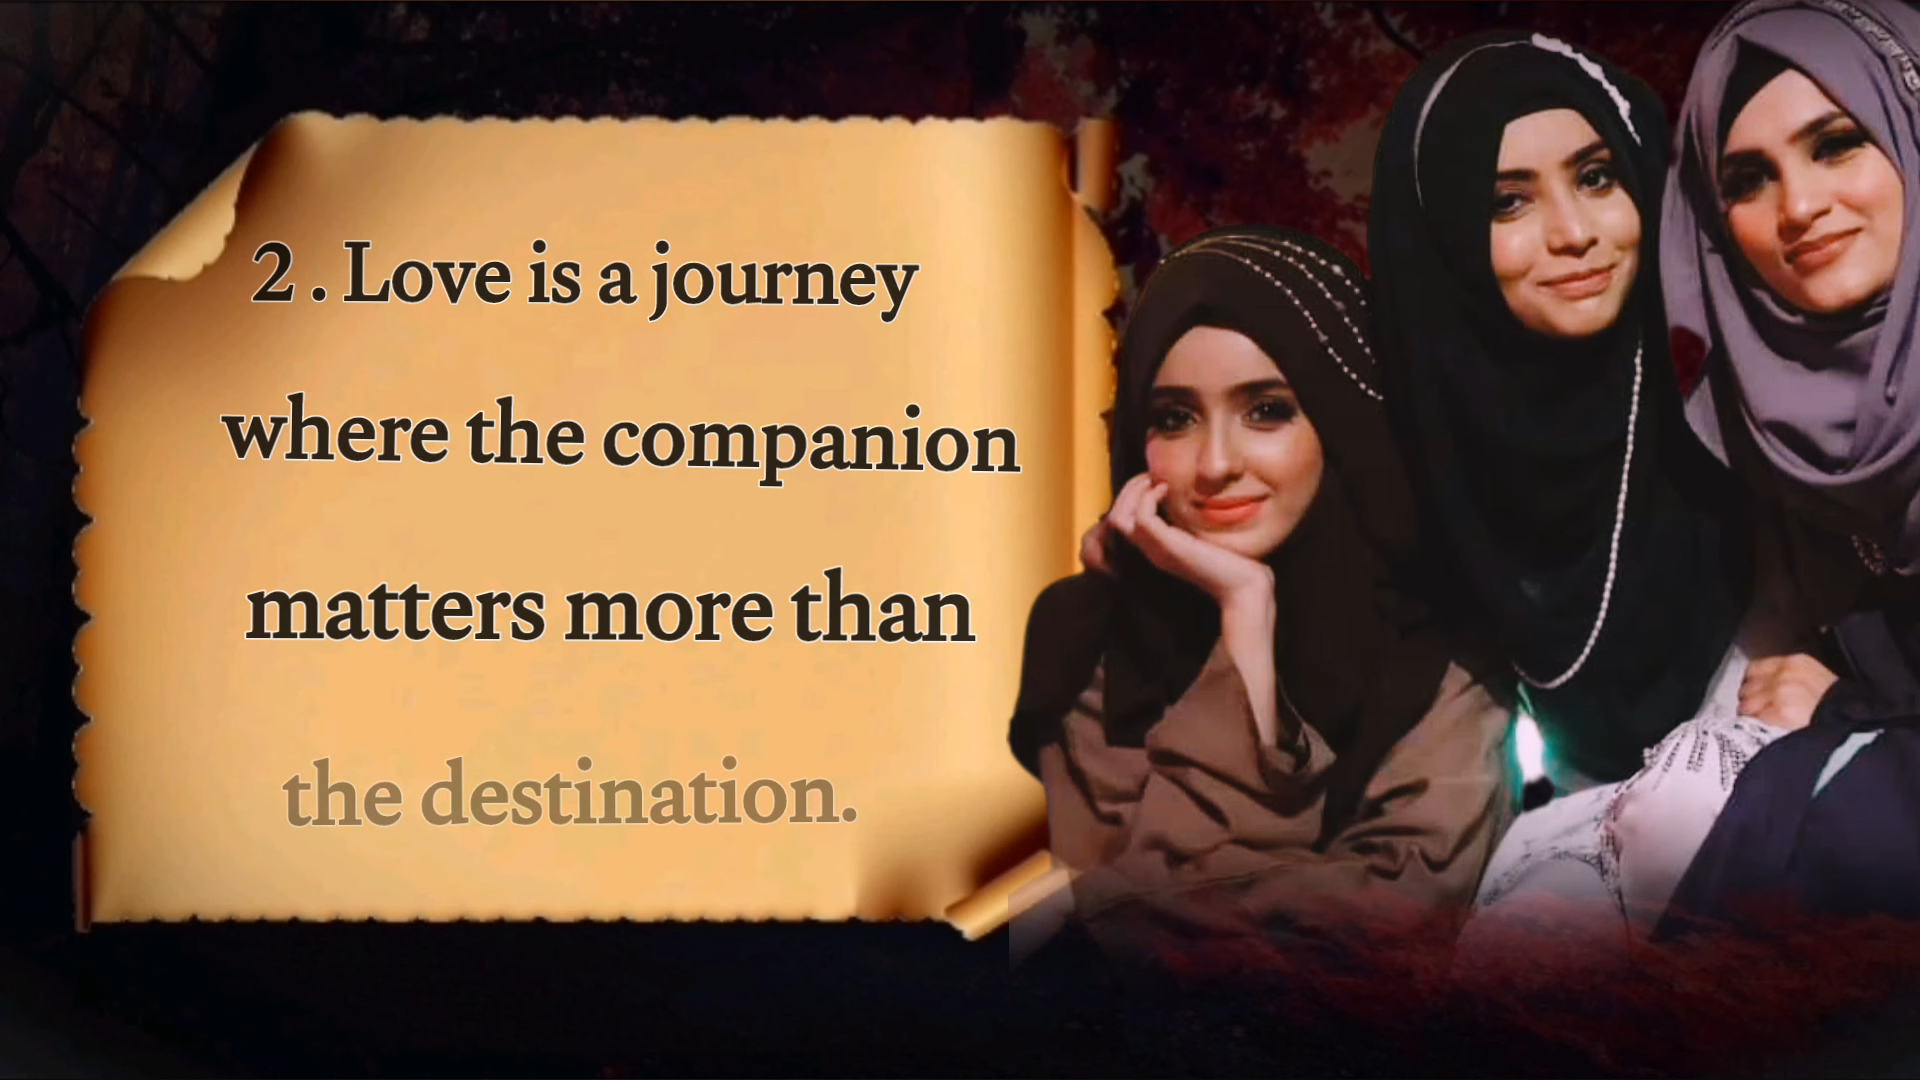 2 . Love is a journey
where the companion
matters more than
the destination.